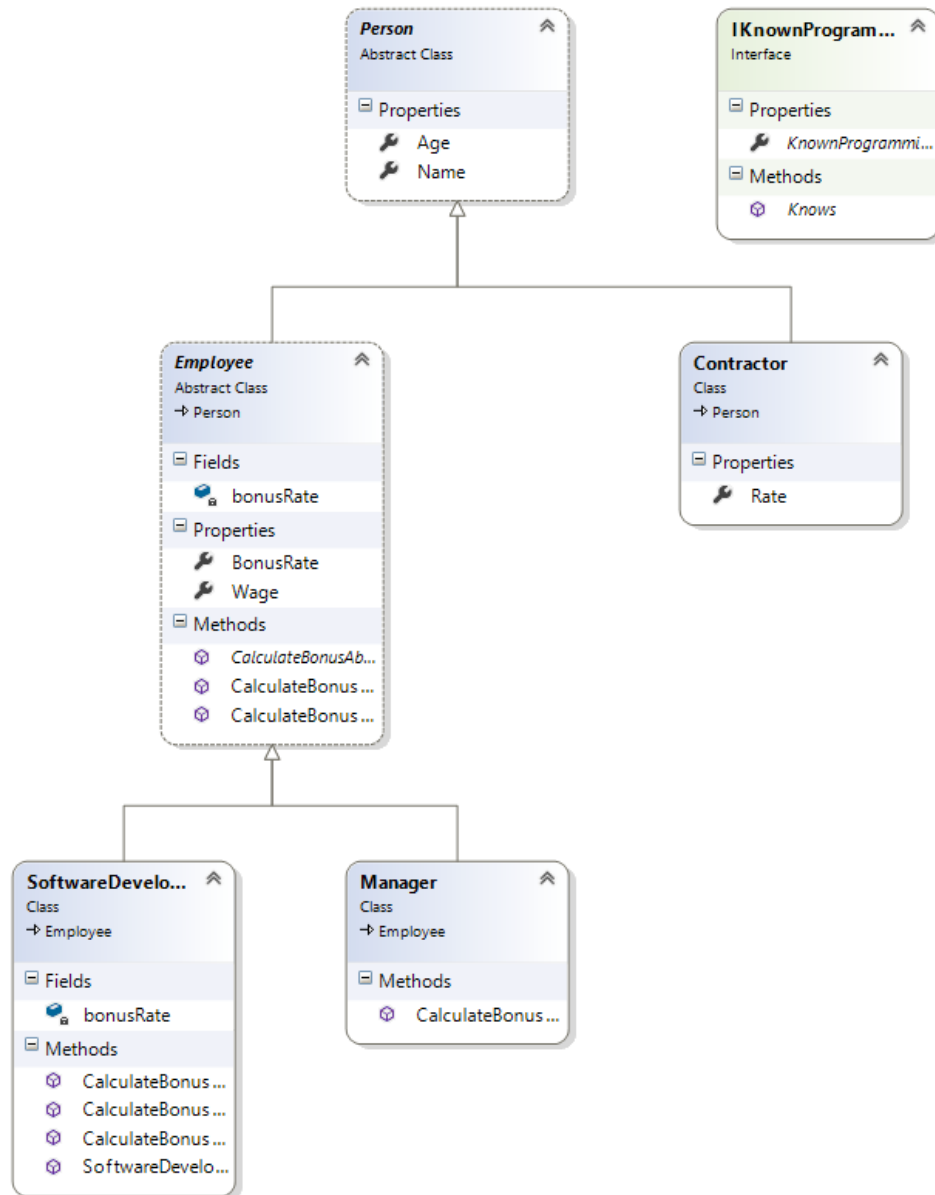 Person
Abstract Class
Properties
Age
Name
IKnownProgram...
Interface
Properties
KnownProgrammi...
Methods
Knows
Employee
Abstract Class
Person
Fields
bonusRate
Properties
BonusRate
Wage
Methods
CalculateBonusAb...
CalculateBonus...
CalculateBonus...
Contractor
Class
Person
Properties
Rate
SoftwareDevelo...
Class
Employee
Fields
bonusRate
Methods
CalculateBonus...
CalculateBonus...
CalculateBonus...
SoftwareDevelo...
Manager
Class
Employee
Methods
CalculateBonus...